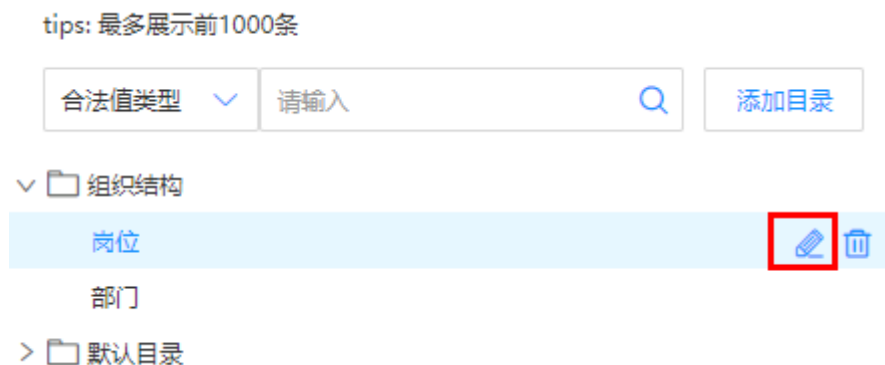 tips: 最多展示前1000条
合法值类型 请输入 添加目录
组织结构
岗位
部门
默认目录